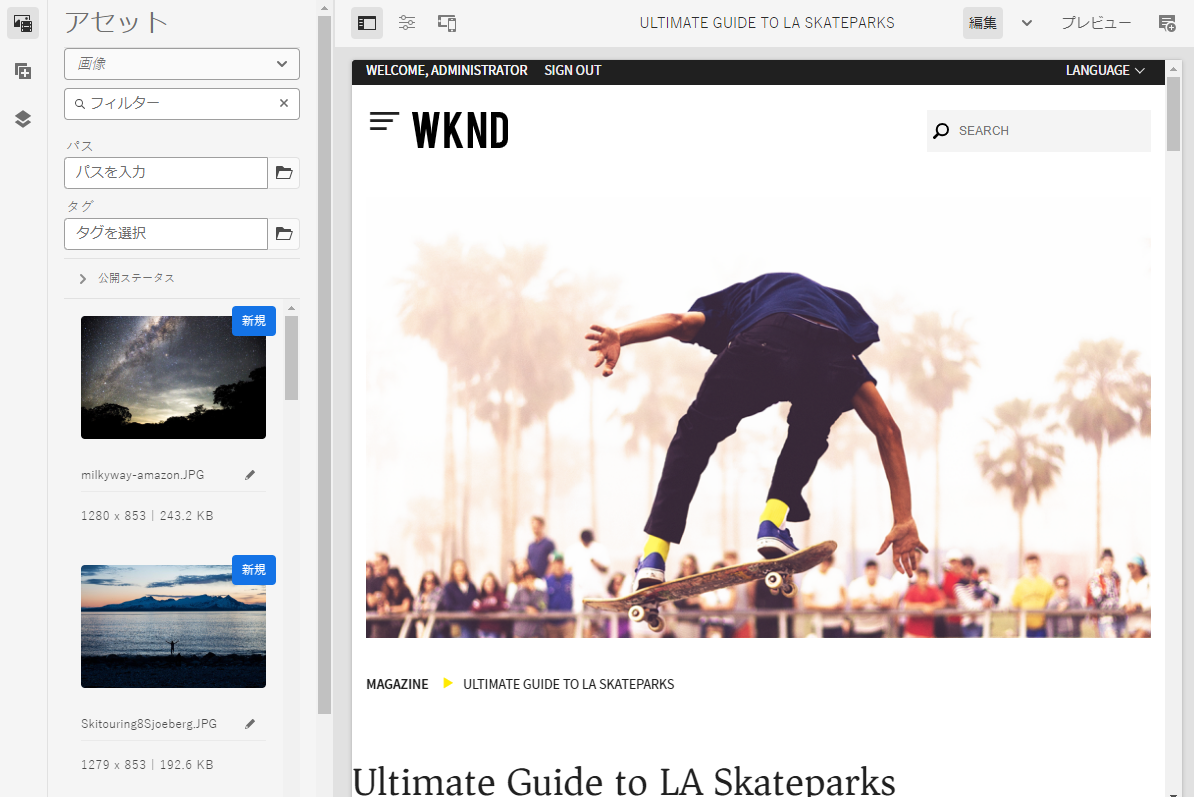 アセット
画像
フィルター
パス
パスを入力
タグ
タグを選択
公開ステータス
新規
milkyway-amazon.JPG
1280 x 853 | 243.2 KB
新規
Skitouring8Sjoeberg.JPG
1279 x 853 | 192.6 KB
ULTIMATE GUIDE TO LA SKATEPARKS
編集
プレビュー
WELCOME, ADMINISTRATOR SIGN OUT LANGUAGE
WKND
SEARCH
MAGAZINE ULTIMATE GUIDE TO LA SKATEPARKS
Ultimate Guide to LA Skateparks